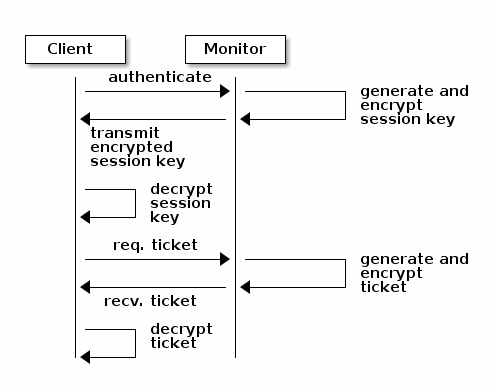 Client
Monitor
authenticate
generate and
encrypt
session key
transmit
encrypted
session key
decrypt
session
key
req. ticket
generate and
encrypt
ticket
recv. ticket
decrypt
ticket